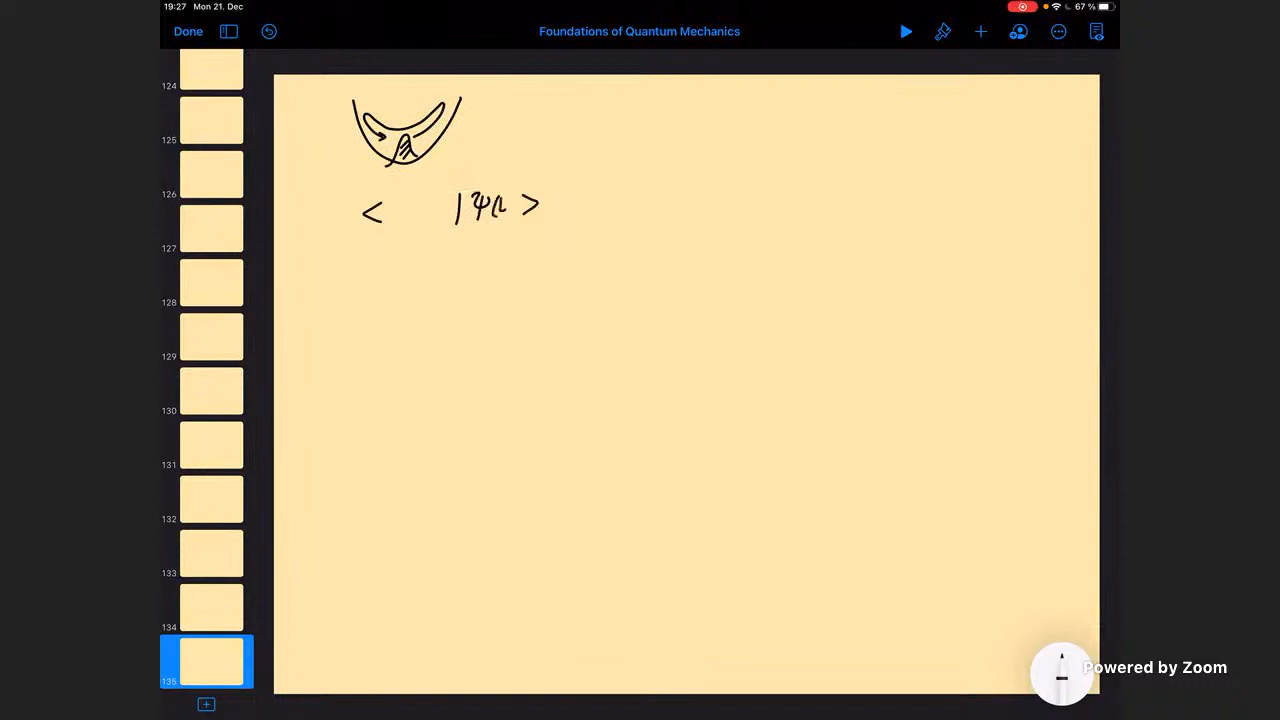 19:27 Mon 21. Dec
67 %
Done
Foundations of Quantum Mechanics
124
125
126
127
128
129
130
131
132
133
134
135
< | Ψ >
Powered by Zoom